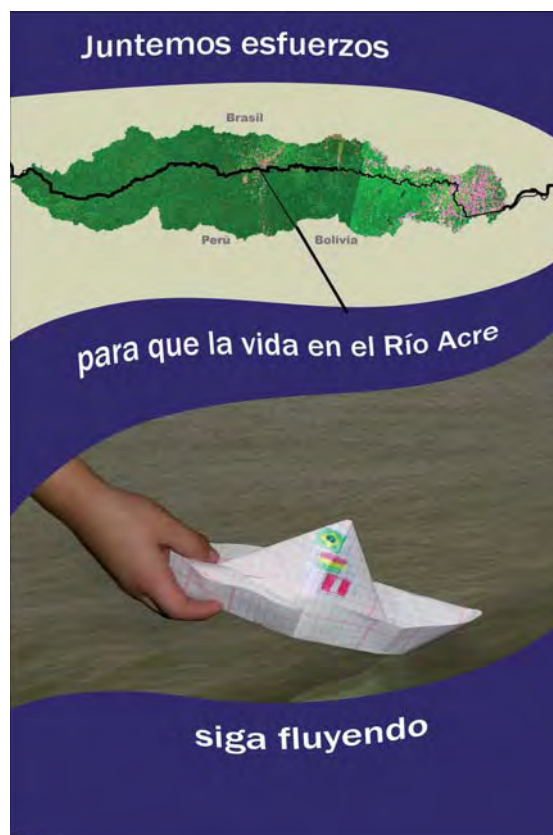 Juntemos esfuerzos
Brasil
Perú
Bolivia
para que la vida en el Río Acre
siga fluyendo